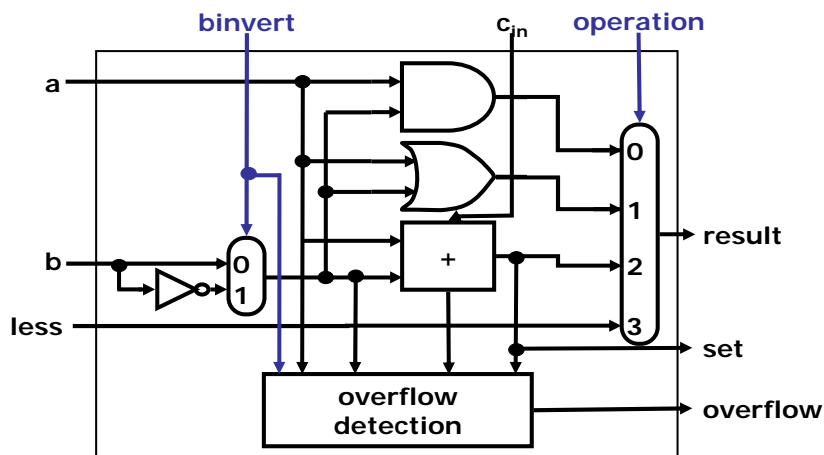 binvert
c_in
operation
a
0
1
+
result
b
0
2
1
less
3
set
overflow
detection
overflow